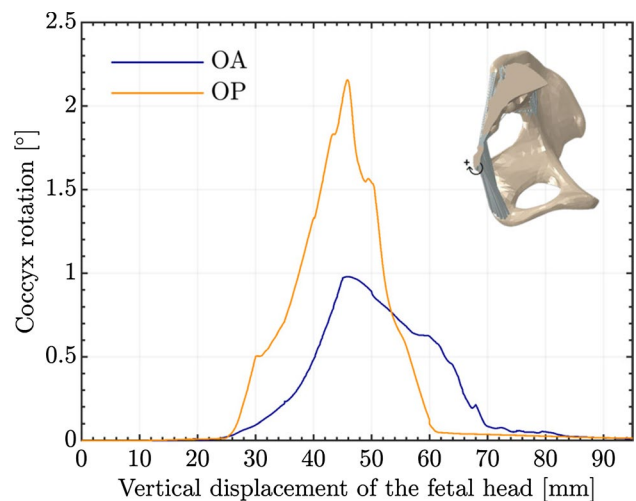 2.5
2
1.5
1
0.5
0
Coccyx rotation [°]
OA
OP
+
0 10 20 30 40 50 60 70 80 90
Vertical displacement of the fetal head [mm]